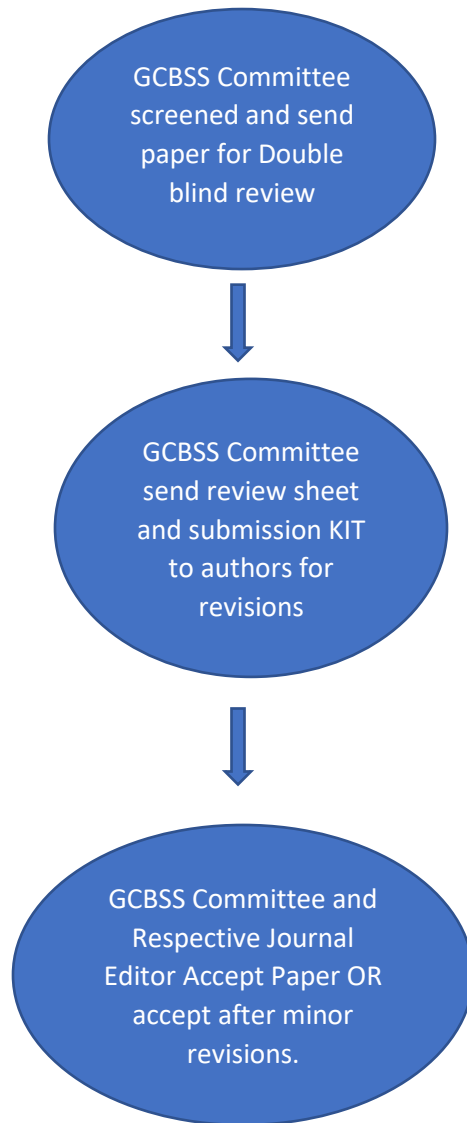 GCBSS Committee
screened and send
paper for Double
blind review
GCBSS Committee
send review sheet
and submission KIT
to authors for
revisions
GCBSS Committee and
Respective Journal
Editor Accept Paper OR
accept after minor
revisions.